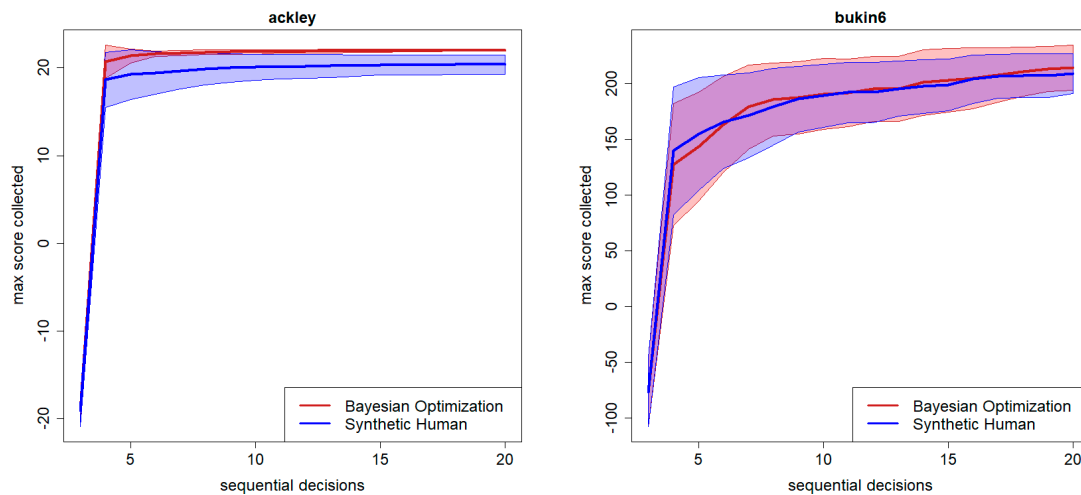 ackley
max score collected
20
10
0
-10
-20
5
10
15
20
sequential decisions
Bayesian Optimization
Synthetic Human
bukin6
max score collected
200
150
100
50
0
-50
-100
5
10
15
20
sequential decisions
Bayesian Optimization
Synthetic Human